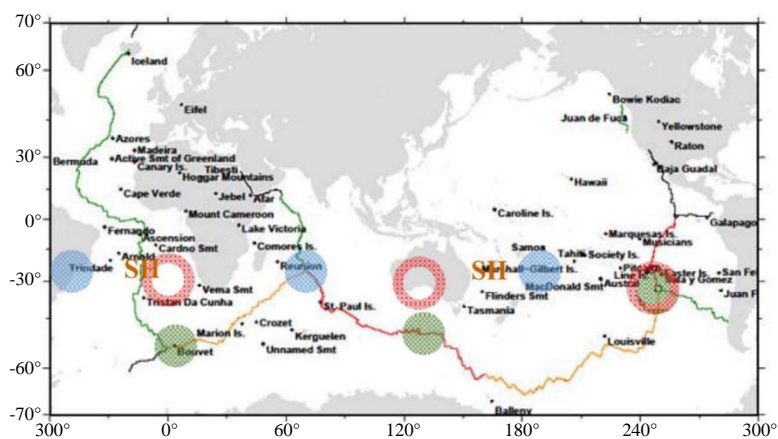 70°
60°
30°
0°
-30°
-60°
-70°
Iceland
Eifel
Azores
Madeira
Active Smt of Greenland
Bermuda
Canary Is.
Tibesti
Hoggar Mountains
Cape Verde
Jebel
Afar
Mount Cameroon
Fernando
Lake Victoria
Ascension
Comores Is.
Cardno Smt
Arnold
Trindade
SH
Reunion
Vema Smt
Tristan Da Cunha
St. Paul Is.
Marion Is.
Crozet
Kerguelen
Bouvet
Unnamed Smt
Bowie Kodiac
Juan de Fuca
Yellowstone
Raton
Baja Guadal
Hawaii
Caroline Is.
Galapago
Marquesas Is.
Musicians
Samoa
Tahiti
Society Is.
SH
Marshall-Gilbert Is.
Easter Is.
San Fe
Line Is.
Sala y Gomez
MacDonald Smt
Austral
Juan F
Flinders Smt
Tasmania
Louisville
Balleny
300°
0°
60°
120°
180°
240°
300°